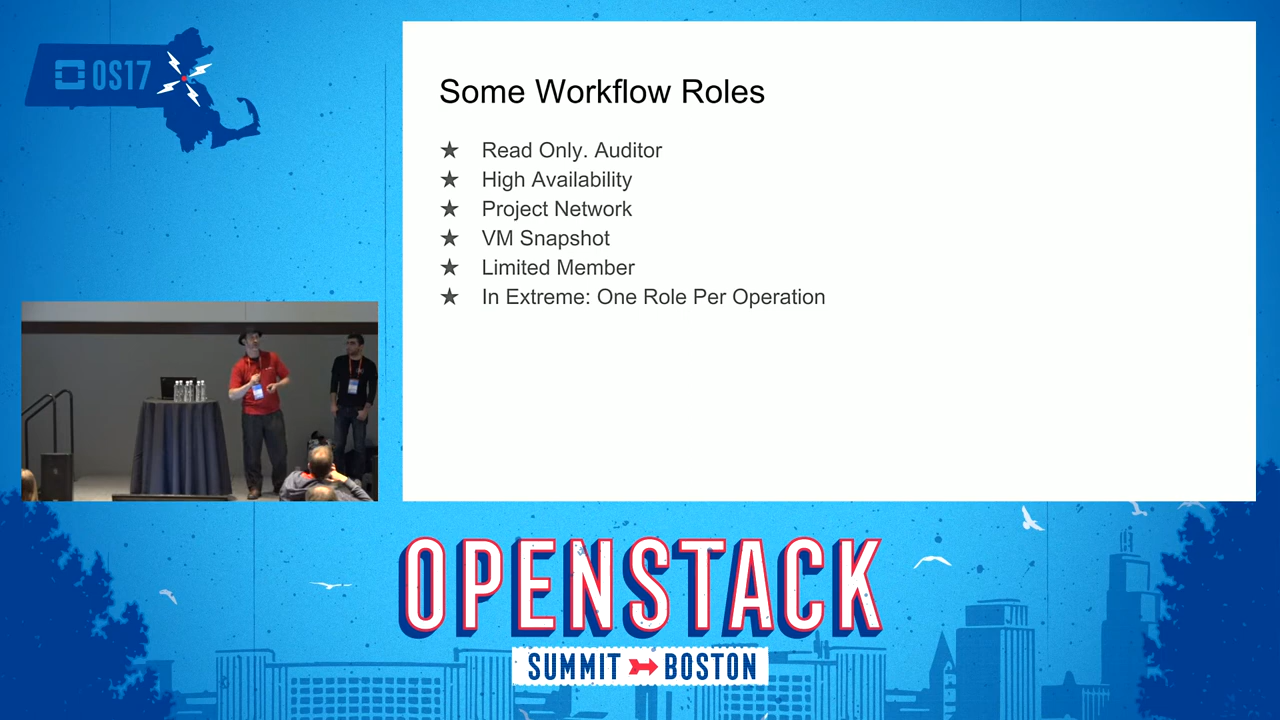 OS17
Some Workflow Roles
★ Read Only. Auditor
★ High Availability
★ Project Network
★ VM Snapshot
★ Limited Member
★ In Extreme: One Role Per Operation
OPENSTACK
SUMMIT BOSTON